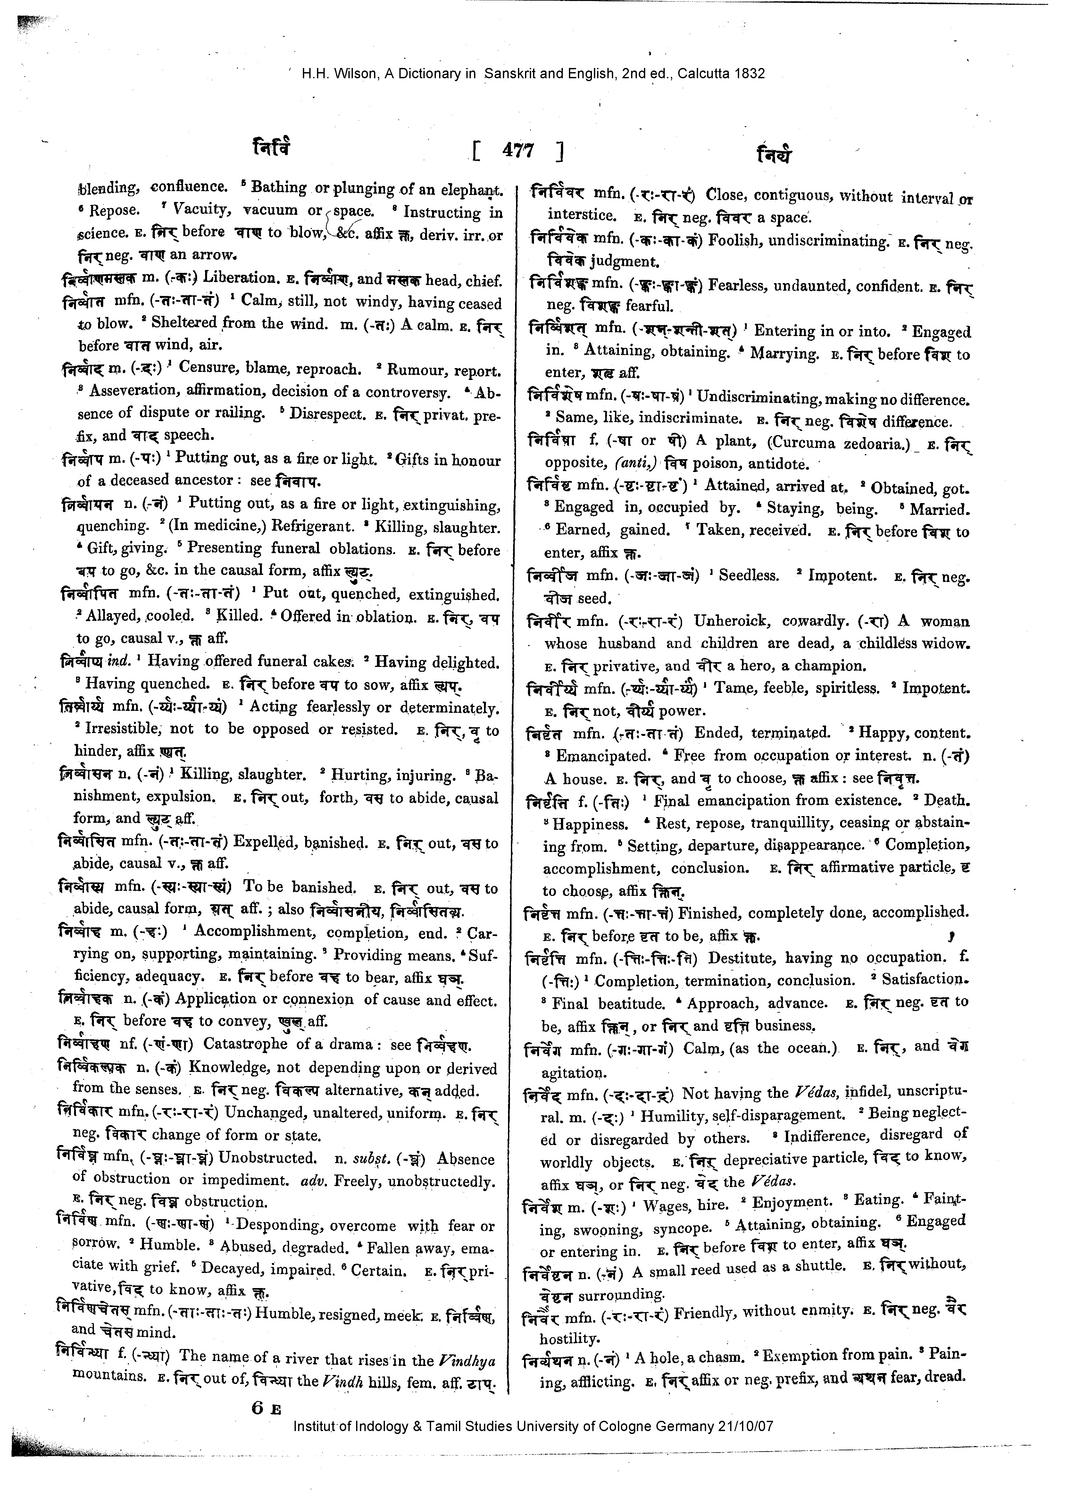 H.H. Wilson, A Dictionary in Sanskrit and English, 2nd ed., Calcutta 1832
निर्वि [ 477 ] निर्व्य
blending, confluence. ⁵ Bathing or plunging of an elephant.
⁶ Repose. ⁷ Vacuity, vacuum or space. ⁸ Instructing in
science. E. निर् before वाण to blow, &c. affix क्त, deriv. irr. or
निर् neg. वाण an arrow.
निर्व्वाणमस्तक m. (-कः) Liberation. E. निर्व्वाण, and मस्तक head, chief.
निर्व्वात mfn. (-तः-ता-तं) ¹ Calm, still, not windy, having ceased
to blow. ² Sheltered from the wind. m. (-तः) A calm. E. निर्
before वात wind, air.
निर्व्वाद m. (-दः) ¹ Censure, blame, reproach. ² Rumour, report.
³ Asseveration, affirmation, decision of a controversy. ⁴ Ab-
sence of dispute or railing. ⁵ Disrespect. E. निर् privat. pre-
fix, and वाद speech.
निर्व्वाप m. (-पः) ¹ Putting out, as a fire or light. ² Gifts in honour
of a deceased ancestor : see निवाप.
निर्व्वापन n. (-नं) ¹ Putting out, as a fire or light, extinguishing,
quenching. ² (In medicine,) Refrigerant. ³ Killing, slaughter.
⁴ Gift, giving. ⁵ Presenting funeral oblations. E. निर् before
वप to go, &c. in the causal form, affix ल्युट्.
निर्व्वापित mfn. (-तः-ता-तं) ¹ Put out, quenched, extinguished.
² Allayed, cooled. ³ Killed. ⁴ Offered in oblation. E. निर्, वप
to go, causal v., क्त aff.
निर्व्वाप्य ind. ¹ Having offered funeral cakes. ² Having delighted.
³ Having quenched. E. निर् before वप to sow, affix ल्यप्.
निर्व्वार्य्य mfn. (-र्य्यः-र्य्या-र्य्यं) ¹ Acting fearlessly or determinately.
² Irresistible, not to be opposed or resisted. E. निर्, वृ to
hinder, affix ण्यत्.
निर्व्वासन n. (-नं) ¹ Killing, slaughter. ² Hurting, injuring. ³ Ba-
nishment, expulsion. E. निर् out, forth, वस to abide, causal
form, and ल्युट् aff.
निर्व्वासित mfn. (-तः-ता-तं) Expelled, banished. E. निर् out, वस to
abide, causal v., क्त aff.
निर्व्वास्य mfn. (-स्यः-स्या-स्यं) To be banished. E. निर् out, वस to
abide, causal form, यत् aff. ; also निर्व्वासनीय, निर्व्वासितव्य.
निर्व्वाह m. (-हः) ¹ Accomplishment, completion, end. ² Car-
rying on, supporting, maintaining. ³ Providing means. ⁴ Suf-
ficiency, adequacy. E. निर् before वह to bear, affix घञ्.
निर्व्वाहक n. (-कं) Application or connexion of cause and effect.
E. निर् before वह to convey, ण्वुल् aff.
निर्व्वाहण nf. (-णं-णा) Catastrophe of a drama : see निर्व्वहण.
निर्विकल्पक n. (-कं) Knowledge, not depending upon or derived
from the senses. E. निर् neg. विकल्प alternative, कन् added.
निर्विकार mfn. (-रः-रा-रं) Unchanged, unaltered, uniform. E. निर्
neg. विकार change of form or state.
निर्विघ्न mfn. (-घ्नः-घ्ना-घ्नं) Unobstructed. n. subst. (-घ्नं) Absence
of obstruction or impediment. adv. Freely, unobstructedly.
E. निर् neg. विघ्न obstruction.
निर्विण mfn. (-णः-णा-णं) ¹ Desponding, overcome with fear or
sorrow. ² Humble. ³ Abused, degraded. ⁴ Fallen away, ema-
ciate with grief. ⁵ Decayed, impaired. ⁶ Certain. E. निर् pri-
vative, विद् to know, affix क्त.
निर्विणचेतस् mfn. (-ताः-ताः-तः) Humble, resigned, meek. E. निर्व्विण,
and चेतस् mind.
निर्विन्ध्या f. (-न्ध्या) The name of a river that rises in the Vindhya
mountains. E. निर् out of, विन्ध्या the Vindh hills, fem. aff. टाप्.
निर्विवर mfn. (-रः-रा-रं) Close, contiguous, without interval or
interstice. E. निर् neg. विवर a space.
निर्विवेक mfn. (-कः-का-कं) Foolish, undiscriminating. E. निर् neg.
विवेक judgment.
निर्विशङ्क mfn. (-ङ्कः-ङ्का-ङ्कं) Fearless, undaunted, confident. E. निर्
neg. विशङ्क fearful.
निर्व्विशत् mfn. (-शन्-शन्ती-शत्) ¹ Entering in or into. ² Engaged
in. ³ Attaining, obtaining. ⁴ Marrying. E. निर् before विश to
enter, शतृ aff.
निर्विशेष mfn. (-षः-षा-षं) ¹ Undiscriminating, making no difference.
² Same, like, indiscriminate. E. निर् neg. विशेष difference.
निर्विषा f. (-षा or षी) A plant, (Curcuma zedoaria.) E. निर्
opposite, (anti,) विष poison, antidote.
निर्विष्ट mfn. (-ष्टः-ष्टा-ष्टं) ¹ Attained, arrived at. ² Obtained, got.
³ Engaged in, occupied by. ⁴ Staying, being. ⁵ Married.
⁶ Earned, gained. ⁷ Taken, received. E. निर् before विश to
enter, affix क्त.
निर्व्वीज mfn. (-जः-जा-जं) ¹ Seedless. ² Impotent. E. निर् neg.
वीज seed.
निर्वीर mfn. (-रः-रा-रं) Unheroick, cowardly. (-रा) A woman
whose husband and children are dead, a childless widow.
E. निर् privative, and वीर a hero, a champion.
निर्वीर्य्य mfn. (-र्य्यः-र्य्या-र्य्यं) ¹ Tame, feeble, spiritless. ² Impotent.
E. निर् not, वीर्य्य power.
निर्वृत mfn. (-तः-ता-तं) Ended, terminated. ² Happy, content.
³ Emancipated. ⁴ Free from occupation or interest. n. (-तं)
A house. E. निर्, and वृ to choose, क्त affix : see निवृत्त.
निर्वृति f. (-तिः) ¹ Final emancipation from existence. ² Death.
³ Happiness. ⁴ Rest, repose, tranquillity, ceasing or abstain-
ing from. ⁵ Setting, departure, disappearance. ⁶ Completion,
accomplishment, conclusion. E. निर् affirmative particle, वृ
to choose, affix क्तिन्.
निर्वृत्त mfn. (-त्तः-त्ता-त्तं) Finished, completely done, accomplished.
E. निर् before वृत to be, affix क्त.
निर्वृत्ति mfn. (-त्तिः-त्तिः-त्ति) Destitute, having no occupation. f.
(-त्तिः) ¹ Completion, termination, conclusion. ² Satisfaction.
³ Final beatitude. ⁴ Approach, advance. E. निर् neg. वृत to
be, affix क्तिन्, or निर् and वृत्ति business.
निर्वेग mfn. (-गः-गा-गं) Calm, (as the ocean.) E. निर्, and वेग
agitation.
निर्वेद mfn. (-दः-दा-दं) Not having the Védas, infidel, unscriptu-
ral. m. (-दः) ¹ Humility, self-disparagement. ² Being neglect-
ed or disregarded by others. ³ Indifference, disregard of
worldly objects. E. निर् depreciative particle, विद् to know,
affix घञ्, or निर् neg. वेद the Védas.
निर्वेश m. (-शः) ¹ Wages, hire. ² Enjoyment. ³ Eating. ⁴ Faint-
ing, swooning, syncope. ⁵ Attaining, obtaining. ⁶ Engaged
or entering in. E. निर् before विश to enter, affix घञ्.
निर्वेष्टन n. (-नं) A small reed used as a shuttle. E. निर् without,
वेष्टन surrounding.
निर्वैर mfn. (-रः-रा-रं) Friendly, without enmity. E. निर् neg. वैर
hostility.
निर्व्यथन n. (-नं) ¹ A hole, a chasm. ² Exemption from pain. ³ Pain-
ing, afflicting. E. निर् affix or neg. prefix, and व्यथन fear, dread.
6 E
Institut of Indology & Tamil Studies University of Cologne Germany 21/10/07